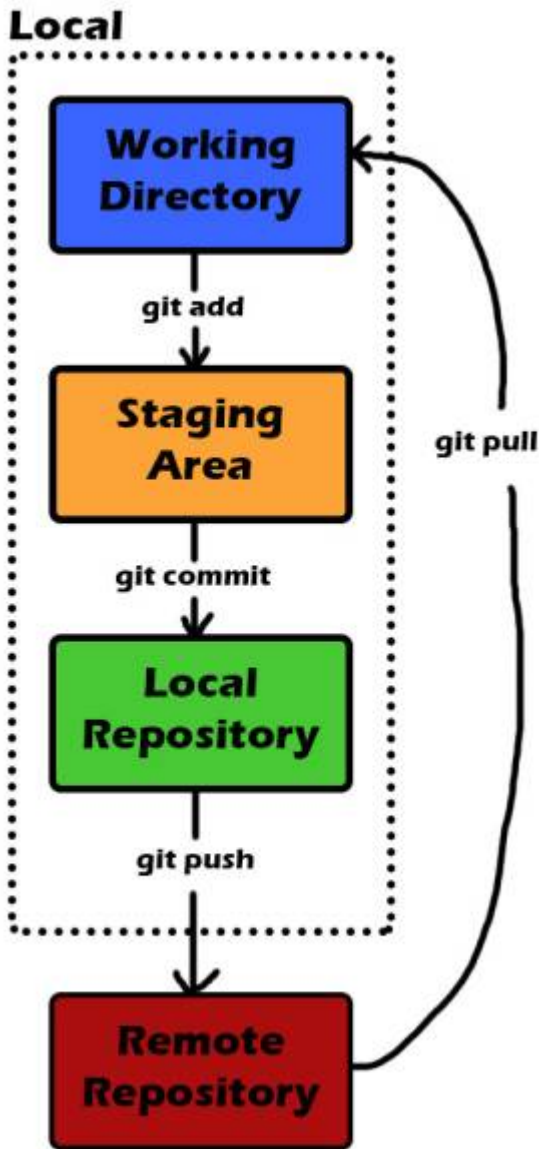 Local
Working
Directory
git add
Staging
Area
git pull
git commit
Local
Repository
git push
Remote
Repository